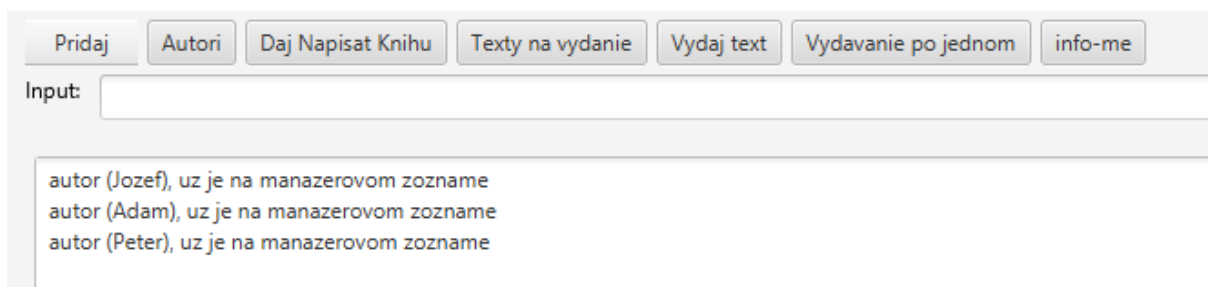 Pridaj Autori Daj Napisat Knihu Texty na vydanie Vydaj text Vydavanie po jednom info-me
Input:
autor (Jozef), uz je na manazerovom zozname
autor (Adam), uz je na manazerovom zozname
autor (Peter), uz je na manazerovom zozname